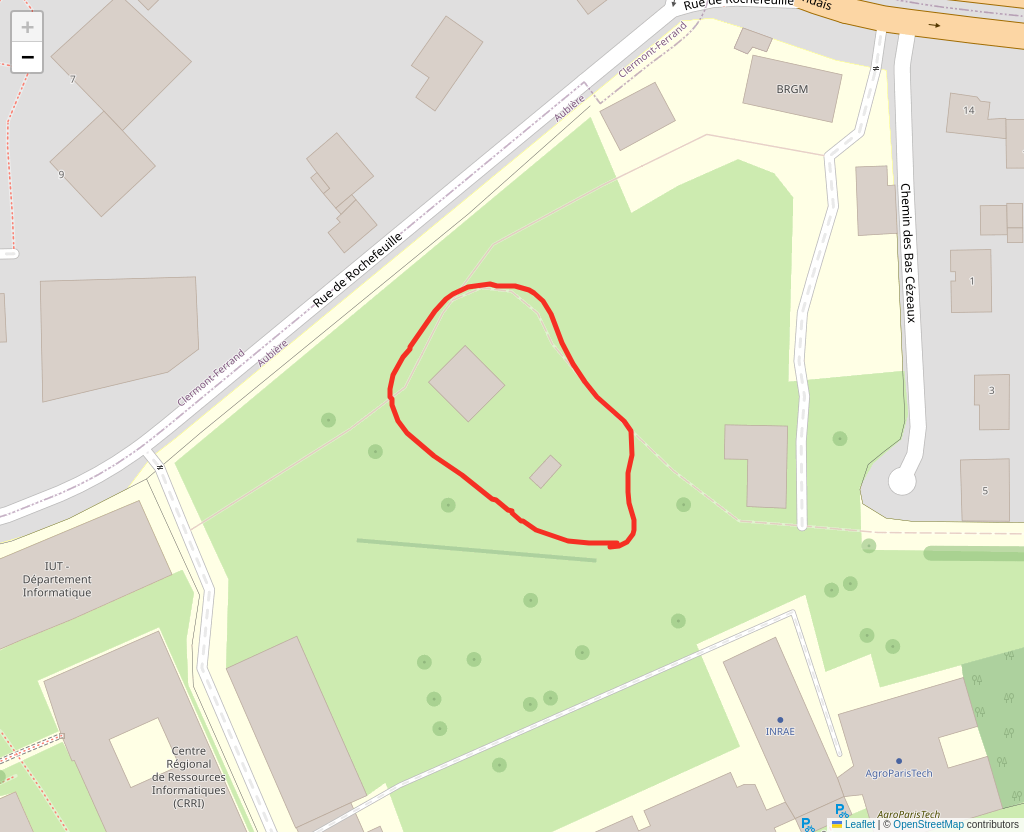 +
−
Rue de Rochefeuille
ndais
Clermont-Ferrand
Aubière
BRGM
7
9
14
Rue de Rochefeuille
Chemin des Bas Cézeaux
1
Clermont-Ferrand
Aubière
3
5
IUT -
Département
Informatique
INRAE
Centre
Régional
de Ressources
Informatiques
(CRRI)
AgroParisTech
AgroParisTech
P
P
Leaflet | © OpenStreetMap contributors